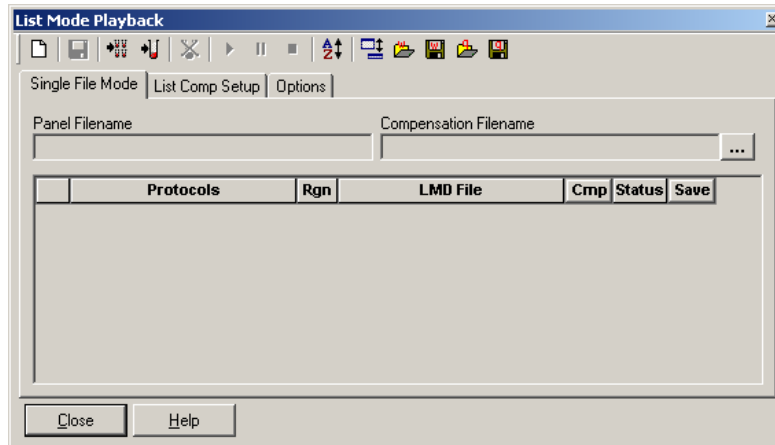 List Mode Playback
Single File Mode List Comp Setup Options
Panel Filename Compensation Filename
...
Protocols Rgn LMD File Cmp Status Save
Close Help